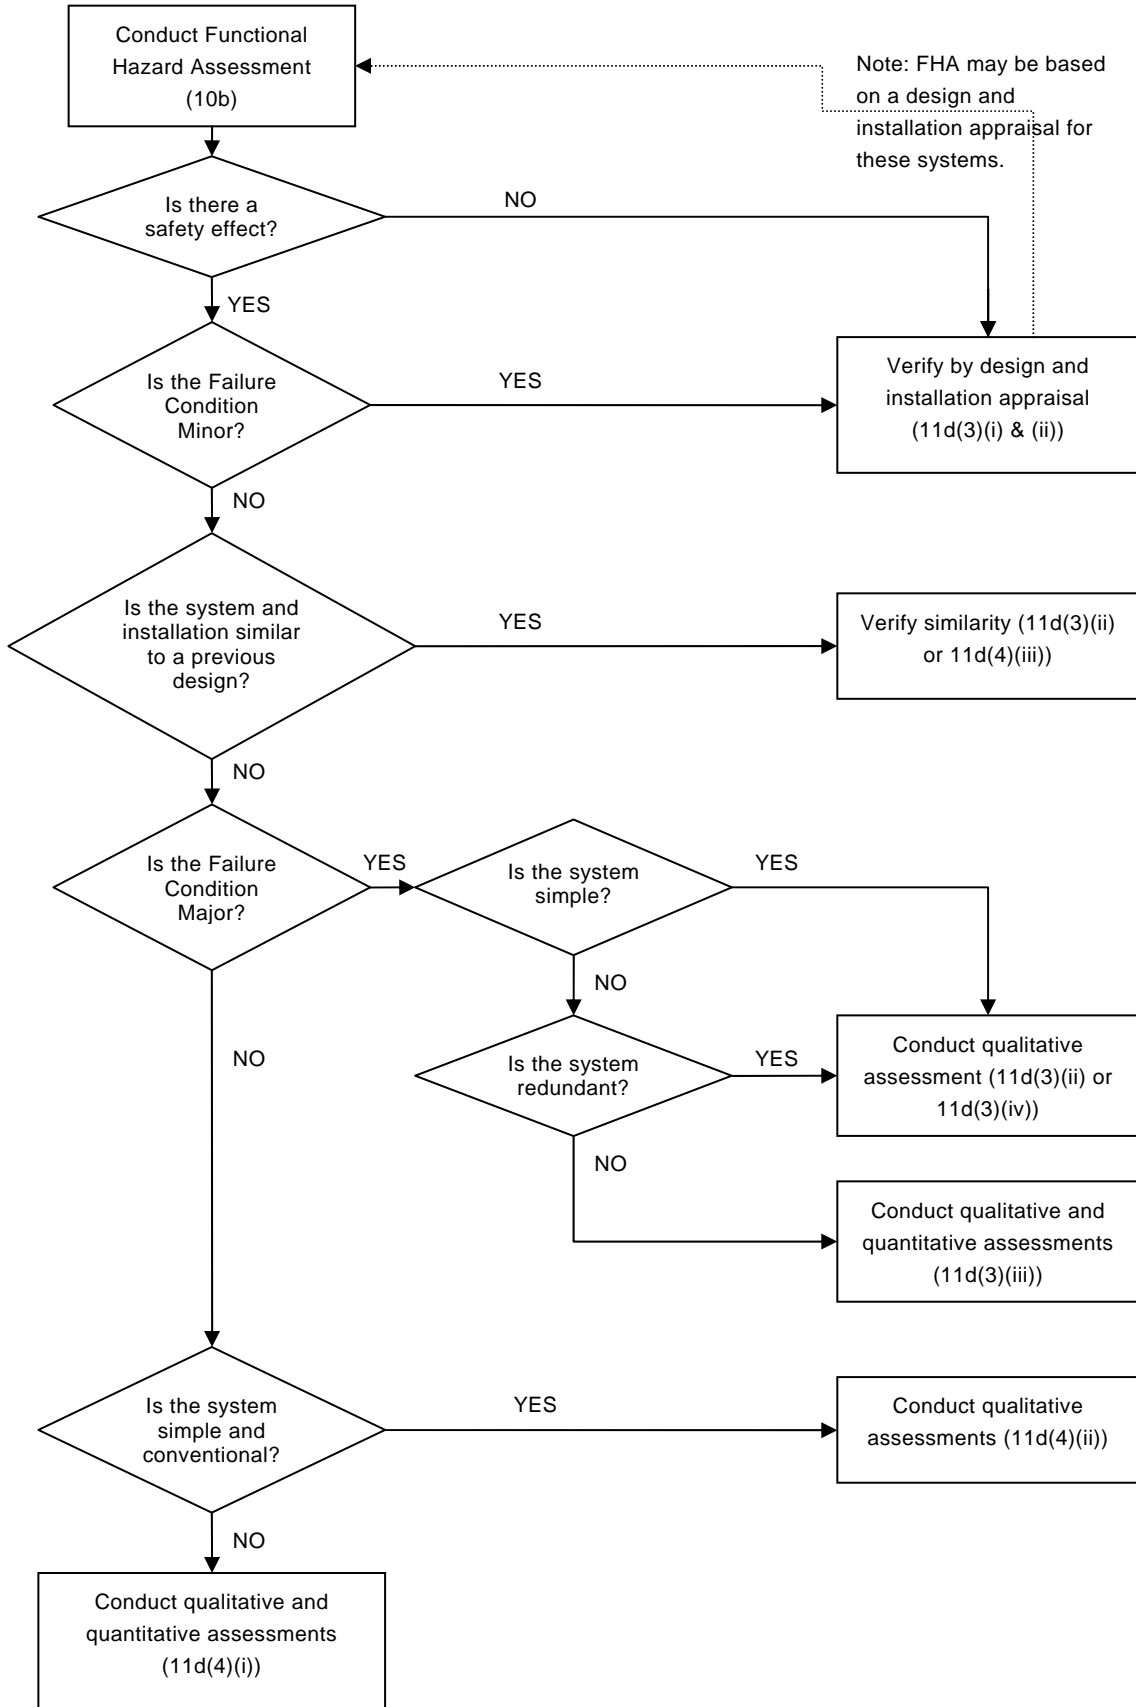 Conduct Functional
Hazard Assessment
(10b)
Note: FHA may be based
on a design and
installation appraisal for
these systems.
Is there a
safety effect?
NO
YES
Is the Failure
Condition
Minor?
YES
Verify by design and
installation appraisal
(11d(3)(i) & (ii))
NO
Is the system and
installation similar
to a previous
design?
YES
Verify similarity (11d(3)(ii)
or 11d(4)(iii))
NO
Is the Failure
Condition
Major?
YES
Is the system
simple?
YES
NO
NO
Is the system
redundant?
YES
Conduct qualitative
assessment (11d(3)(ii) or
11d(3)(iv))
NO
Conduct qualitative and
quantitative assessments
(11d(3)(iii))
Is the system
simple and
conventional?
YES
Conduct qualitative
assessments (11d(4)(ii))
NO
Conduct qualitative and
quantitative assessments
(11d(4)(i))